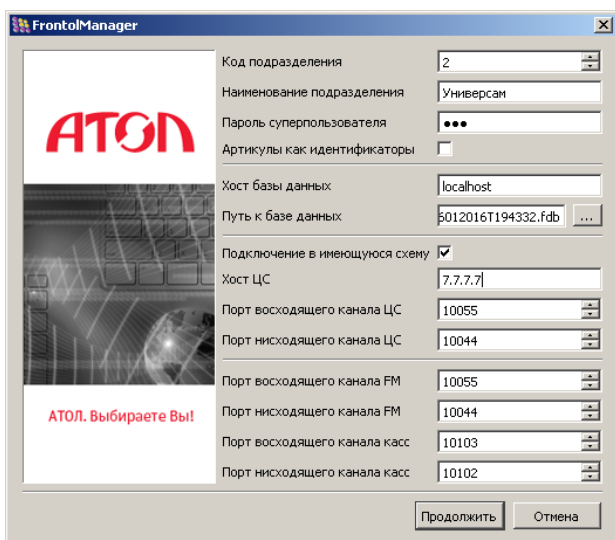 FrontolManager
АТОЛ
АТОЛ. Выбираете Вы!
Код подразделения 2
Наименование подразделения Универсам
Пароль суперпользователя ●●●
Артикулы как идентификаторы
Хост базы данных localhost
Путь к базе данных 6012016T194332.fdb ...
Подключение в имеющуюся схему
Хост ЦС 7.7.7.7
Порт восходящего канала ЦС 10055
Порт нисходящего канала ЦС 10044
Порт восходящего канала FM 10055
Порт нисходящего канала FM 10044
Порт восходящего канала касс 10103
Порт нисходящего канала касс 10102
Продолжить Отмена